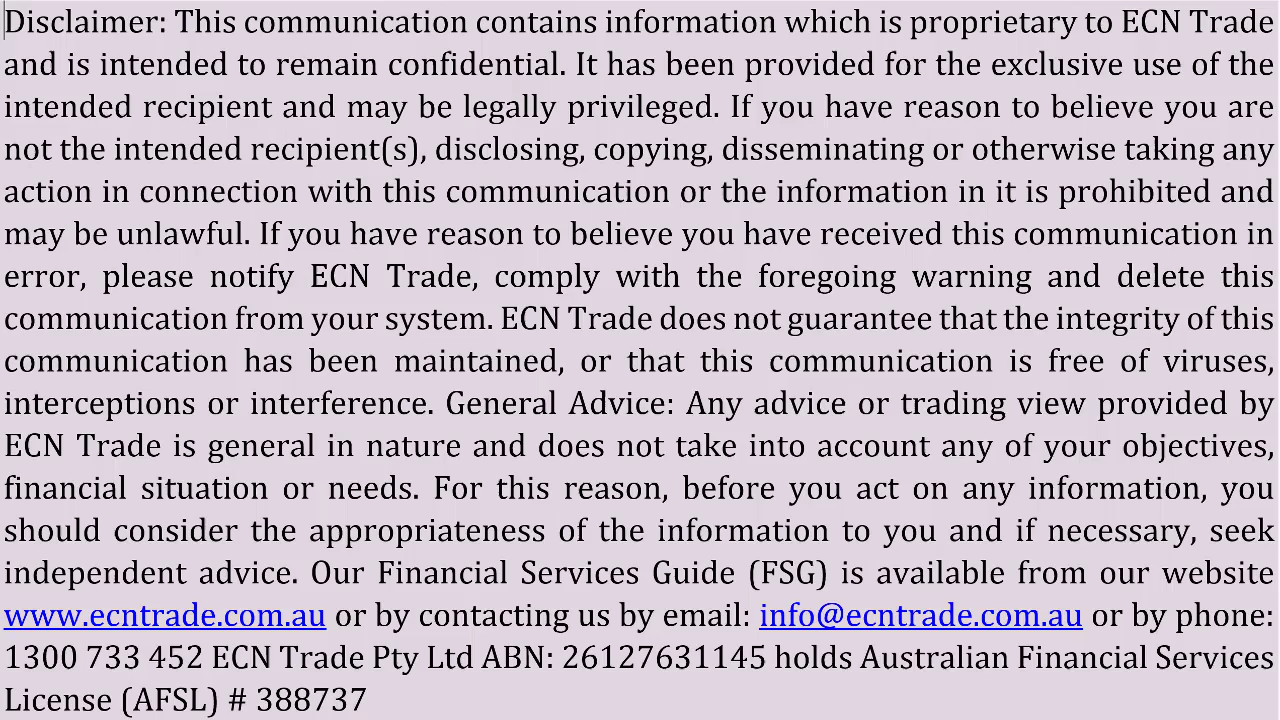 Disclaimer: This communication contains information which is proprietary to ECN Trade
and is intended to remain confidential. It has been provided for the exclusive use of the
intended recipient and may be legally privileged. If you have reason to believe you are
not the intended recipient(s), disclosing, copying, disseminating or otherwise taking any
action in connection with this communication or the information in it is prohibited and
may be unlawful. If you have reason to believe you have received this communication in
error, please notify ECN Trade, comply with the foregoing warning and delete this
communication from your system. ECN Trade does not guarantee that the integrity of this
communication has been maintained, or that this communication is free of viruses,
interceptions or interference. General Advice: Any advice or trading view provided by
ECN Trade is general in nature and does not take into account any of your objectives,
financial situation or needs. For this reason, before you act on any information, you
should consider the appropriateness of the information to you and if necessary, seek
independent advice. Our Financial Services Guide (FSG) is available from our website
www.ecntrade.com.au or by contacting us by email: info@ecntrade.com.au or by phone:
1300 733 452 ECN Trade Pty Ltd ABN: 26127631145 holds Australian Financial Services
License (AFSL) # 388737